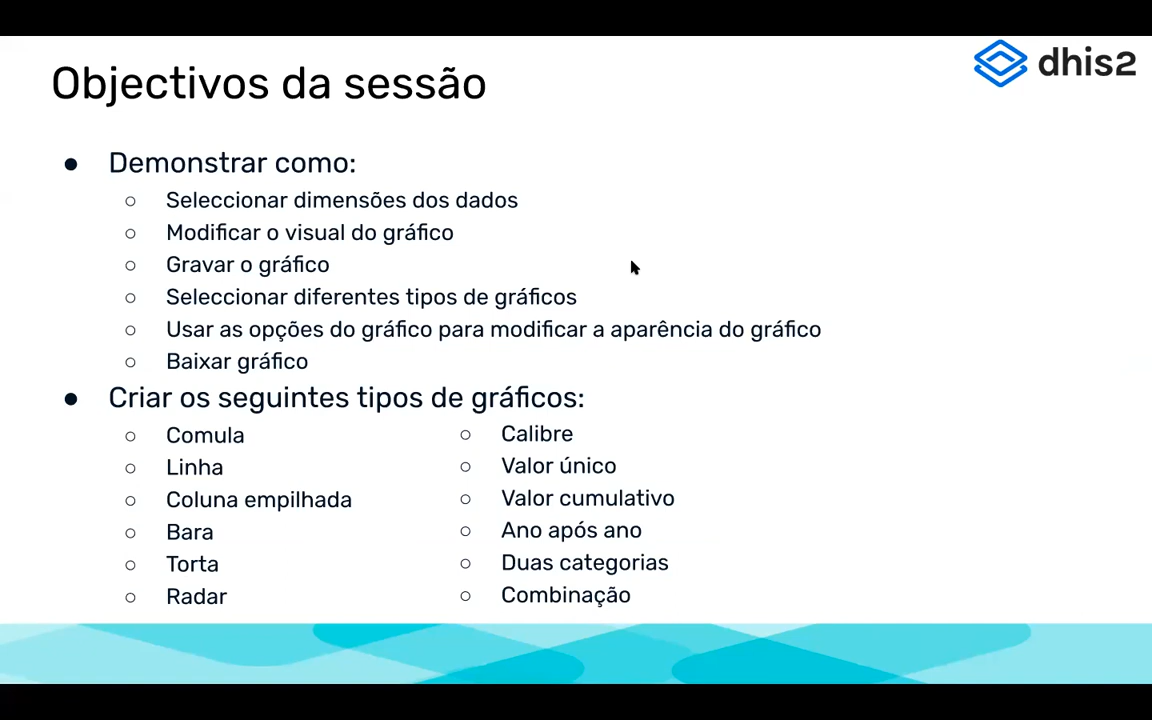 dhis2
Objectivos da sessão
Demonstrar como:
Seleccionar dimensões dos dados
Modificar o visual do gráfico
Gravar o gráfico
Seleccionar diferentes tipos de gráficos
Usar as opções do gráfico para modificar a aparência do gráfico
Baixar gráfico
Criar os seguintes tipos de gráficos:
Comula
Linha
Coluna empilhada
Bara
Torta
Radar
Calibre
Valor único
Valor cumulativo
Ano após ano
Duas categorias
Combinação